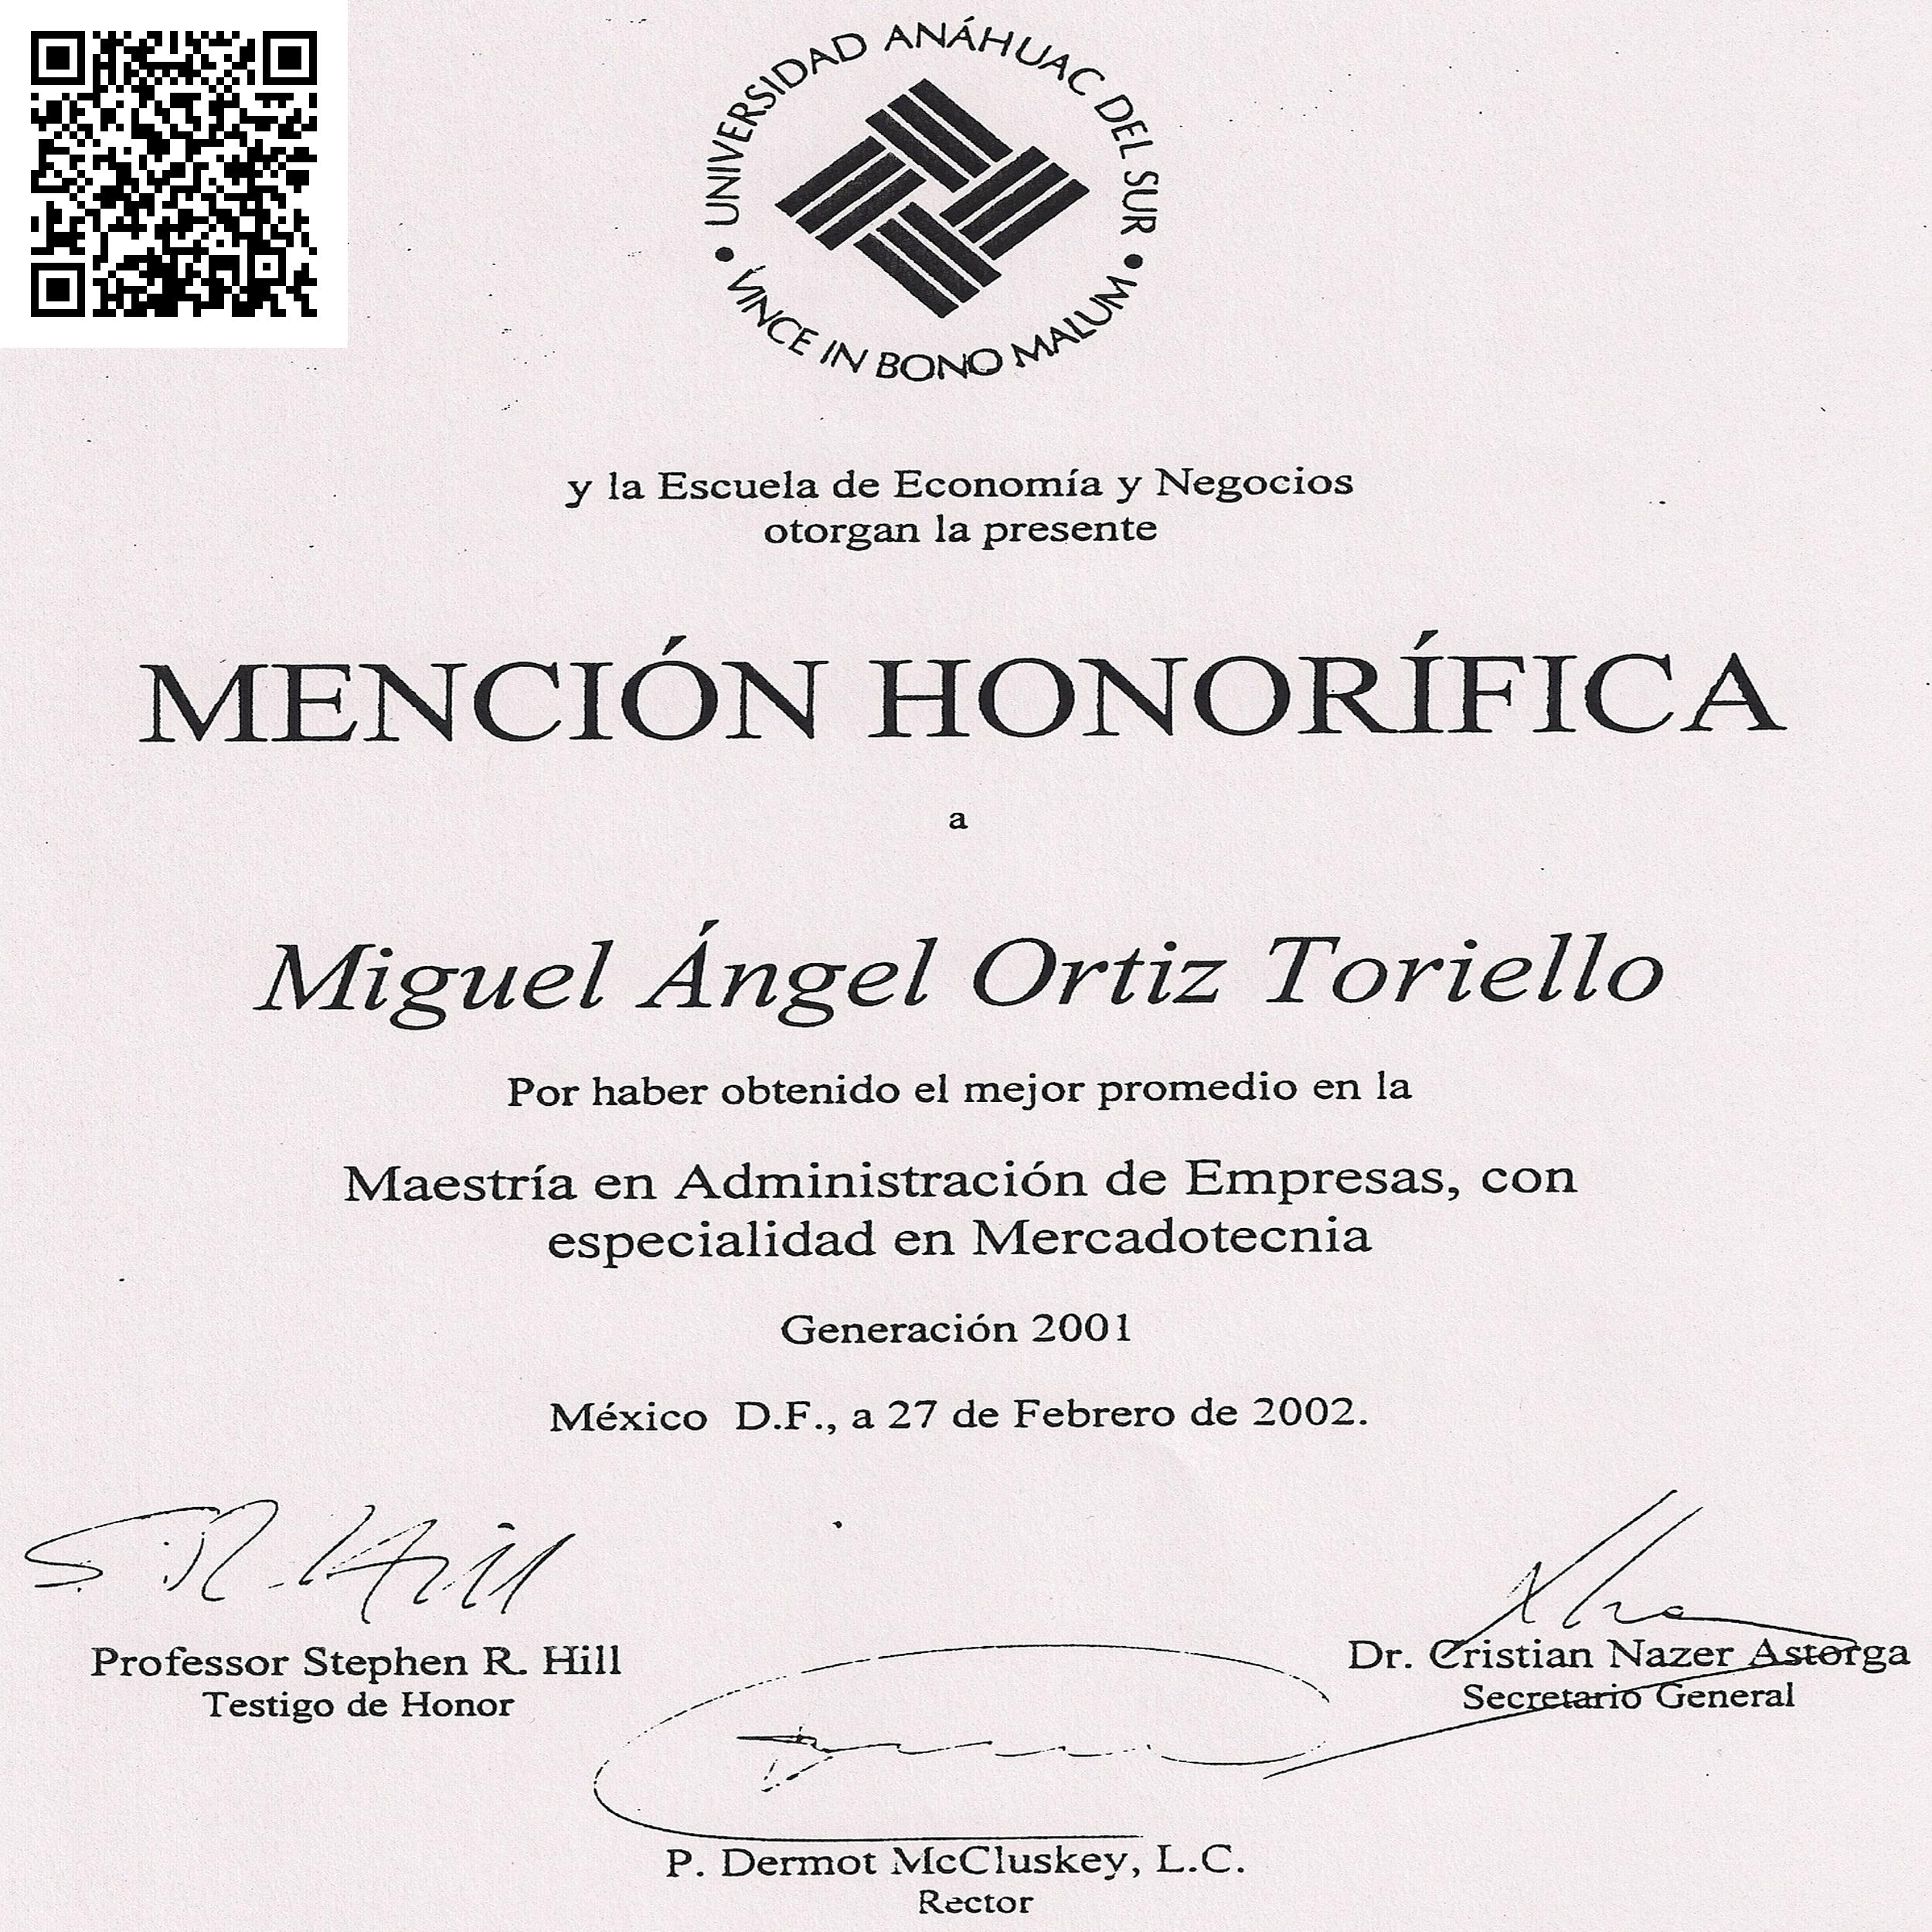 UNIVERSIDAD ANÁHUAC DEL SUR
VINCE IN BONO MALUM
y la Escuela de Economía y Negocios
otorgan la presente
MENCIÓN HONORÍFICA
a
Miguel Ángel Ortiz Toriello
Por haber obtenido el mejor promedio en la
Maestría en Administración de Empresas, con
especialidad en Mercadotecnia
Generación 2001
México D.F., a 27 de Febrero de 2002.
S. R. Hill
Professor Stephen R. Hill
Testigo de Honor
Dr. Cristian Nazer Astorga
Secretario General
P. Dermot McCluskey, L.C.
Rector